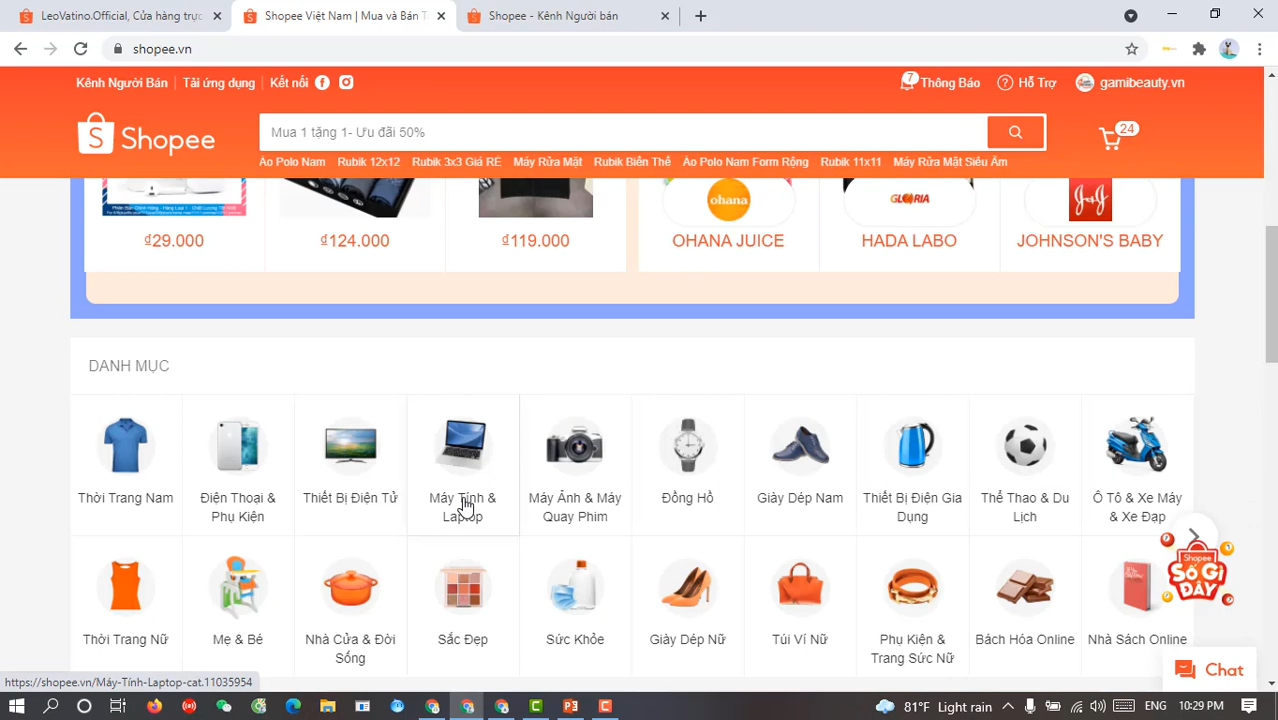 LeoVatino.Official, Cửa hàng trực
Shopee Việt Nam | Mua và Bán Tr
Shopee - Kênh Người bán
shopee.vn
Kênh Người Bán
Tải ứng dụng
Kết nối
7
Thông Báo
Hỗ Trợ
gamibeauty.vn
Shopee
Mua 1 tặng 1- Ưu đãi 50%
24
Áo Polo Nam
Rubik 12x12
Rubik 3x3 Giá Rẻ
Máy Rửa Mặt
Rubik Biến Thể
Áo Polo Nam Form Rộng
Rubik 11x11
Máy Rửa Mặt Siêu Âm
ohana
GLORIA
J&J
₫29.000
₫124.000
₫119.000
OHANA JUICE
HADA LABO
JOHNSON'S BABY
DANH MỤC
Thời Trang Nam
Điện Thoại &
Phụ Kiện
Thiết Bị Điện Tử
Máy Tính &
Laptop
Máy Ảnh & Máy
Quay Phim
Đồng Hồ
Giày Dép Nam
Thiết Bị Điện Gia
Dụng
Thể Thao & Du
Lịch
Ô Tô & Xe Máy
& Xe Đạp
Thời Trang Nữ
Mẹ & Bé
Nhà Cửa & Đời
Sống
Sắc Đẹp
Sức Khỏe
Giày Dép Nữ
Túi Ví Nữ
Phụ Kiện &
Trang Sức Nữ
Bách Hóa Online
Nhà Sách Online
Shopee
SỐ GÌ
ĐÂY
Chat
https://shopee.vn/Máy-Tính-Laptop-cat.11035954
81°F Light rain
10:29 PM